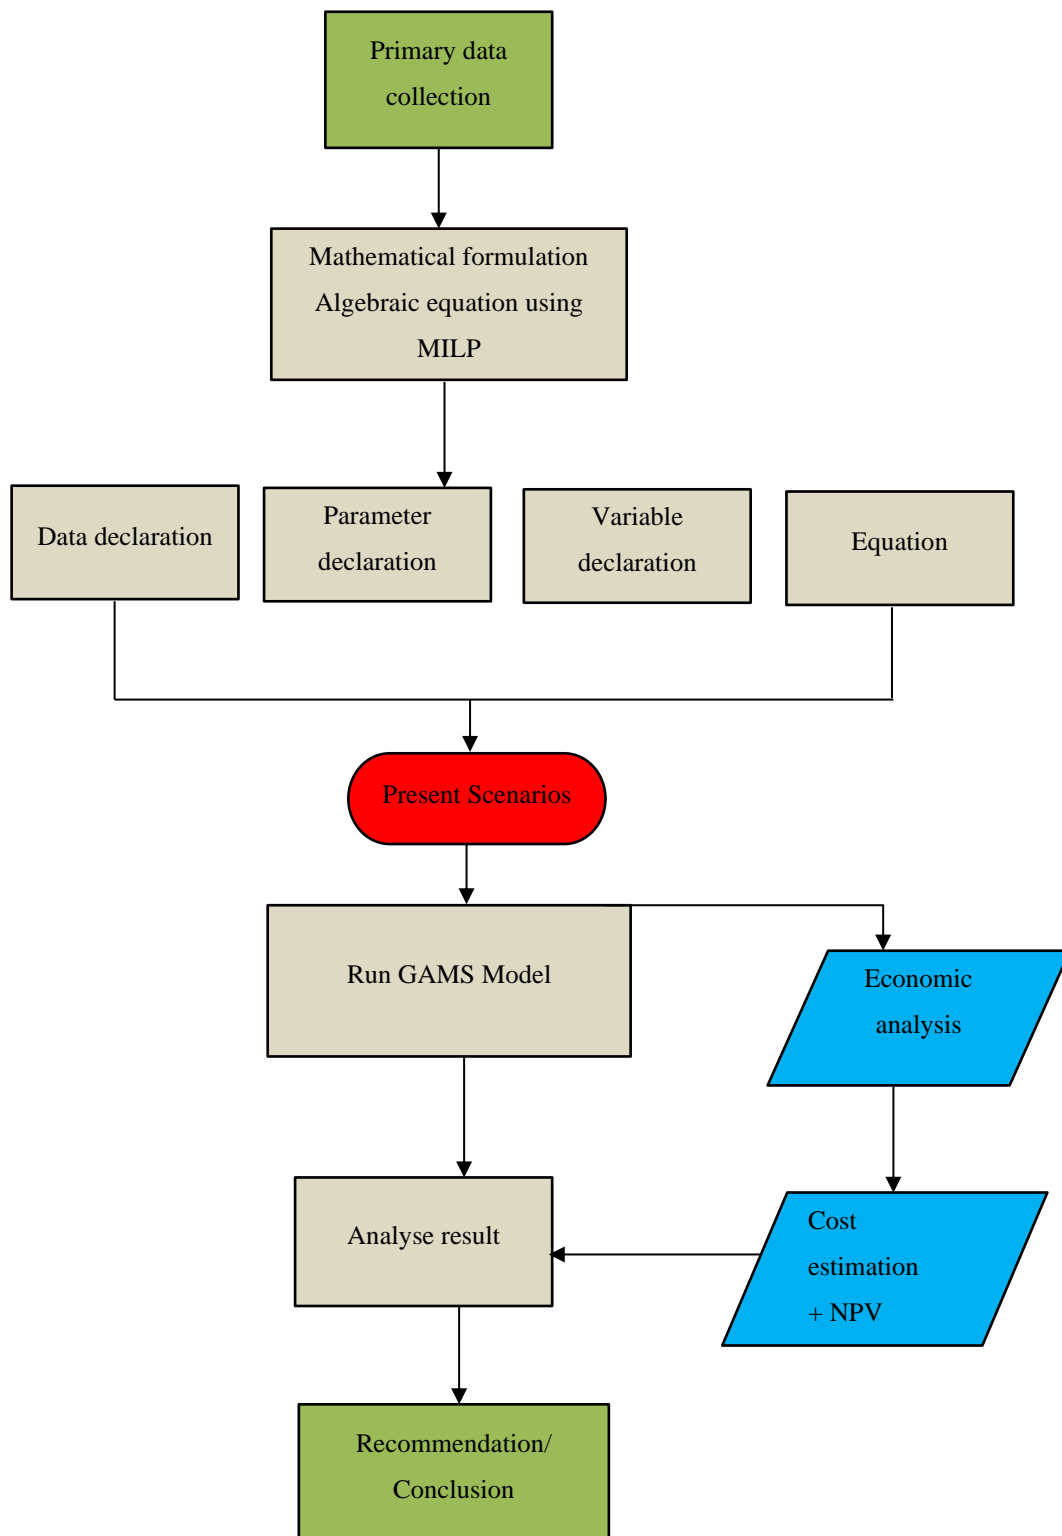 Primary data
collection
Mathematical formulation
Algebraic equation using
MILP
Data declaration
Parameter
declaration
Variable
declaration
Equation
Present Scenarios
Run GAMS Model
Economic
analysis
Analyse result
Cost
estimation
+ NPV
Recommendation/
Conclusion